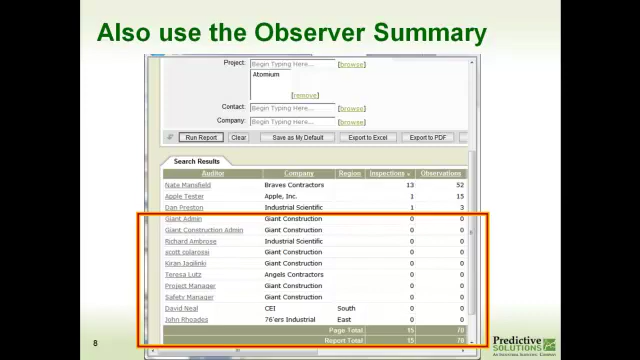 Also use the Observer Summary
Project: Begin Typing Here... [browse]
Atomium
[remove]
Contact: Begin Typing Here... [browse]
Company: Begin Typing Here... [browse]
Run Report Clear Save as My Default Export to Excel Export to PDF
Search Results
Author Company Region Inspections Observations
Nate Mansfield Braves Contractors 13 52
Apple Tester Apple, Inc. 1 15
Dan Preston Industrial Scientific 1 3
Giant Admin Giant Construction 0 0
Giant Construction Admin Giant Construction 0 0
Richard Ambrose Industrial Scientific 0 0
scott colarossi Giant Construction 0 0
Kiran Jagilinki Giant Construction 0 0
Teresa Lutz Angels Contractors 0 0
Project Manager Giant Construction 0 0
Safety Manager Giant Construction 0 0
David Neal CEI South 0 0
John Rhoades 76'ers Industrial East 0 0
Page Total 15 70
Report Total 15 70
8
Predictive
SOLUTIONS